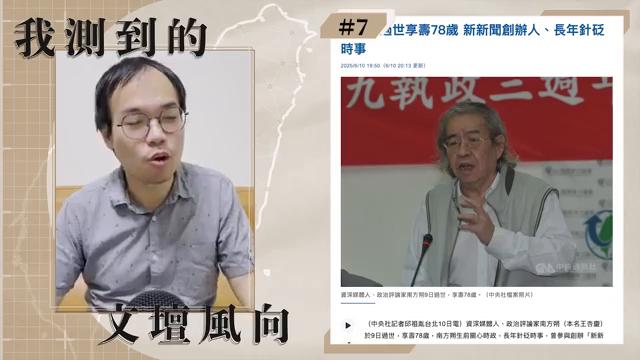 我測到的
文壇風向
#7
世享壽78歲 新新聞創辦人、長年針砭
時事
2025/6/10 19:50（6/10 20:13 更新）
九執政三週
中央通訊社
資深媒體人、政治評論家南方朔9日過世，享壽78歲。（中央社檔案照片）
（中央社記者邱祖胤台北10日電）資深媒體人、政治評論家南方朔（本名王杏慶）
於9日過世，享壽78歲。南方朔生前關心時政，長年針砭時事，曾參與創辦「新新